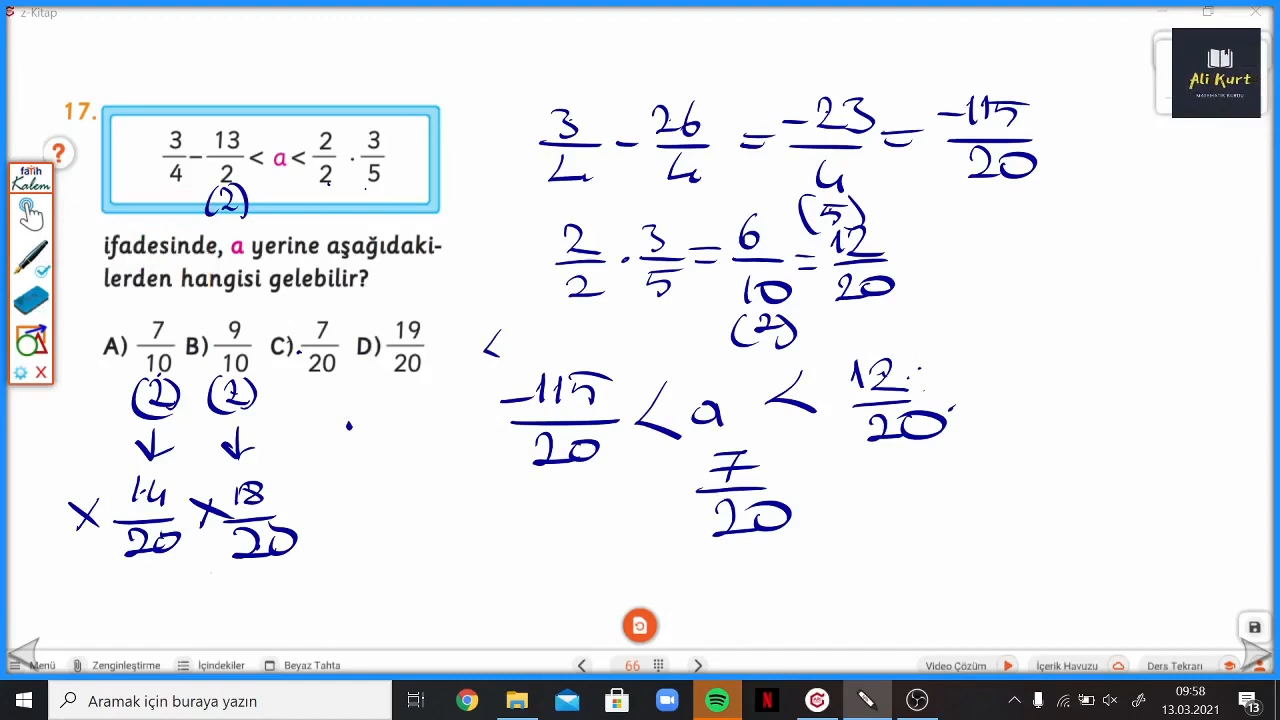 z-Kitap
Ali Kurt
17.
3/4 - 13/2 < a < 2/2 · 3/5
(2)
?
fatih
Kalem
ifadesinde, a yerine aşağıdaki-
lerden hangisi gelebilir?
A) 7/10 B) 9/10 C) 7/20 D) 19/20
(2) (2)
↓ ↓
× 14/20 × 18/20
3/4 - 26/4 = -23/4 = -115/20
(5)
2/2 · 3/5 = 6/10 = 12/20
(2)
<
-115/20 < a < 12/20
7/20
Menü Zenginleştirme İçindekiler Beyaz Tahta 66 Video Çözüm İçerik Havuzu Ders Tekrarı
Aramak için buraya yazın
09:58
13.03.2021
13